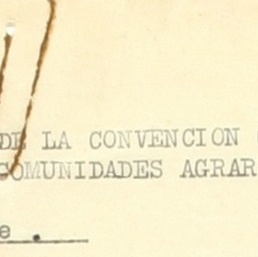 DE LA CONVENCION
COMUNIDADES AGRAR
e